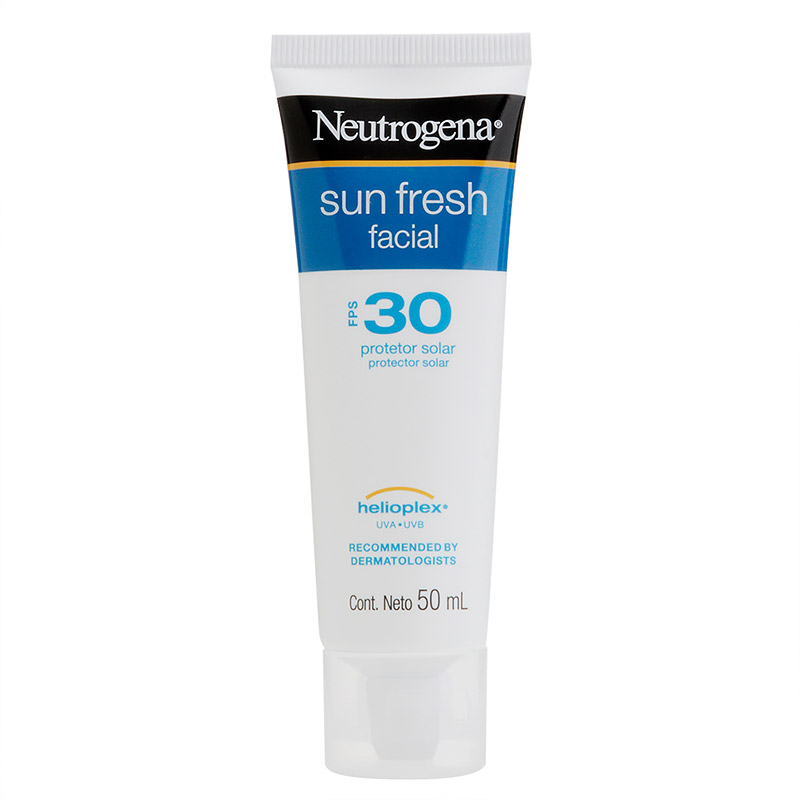 Neutrogena®
sun fresh
facial
FPS 30
protetor solar
protector solar
helioplex®
UVA • UVB
RECOMMENDED BY
DERMATOLOGISTS
Cont. Neto 50 mL